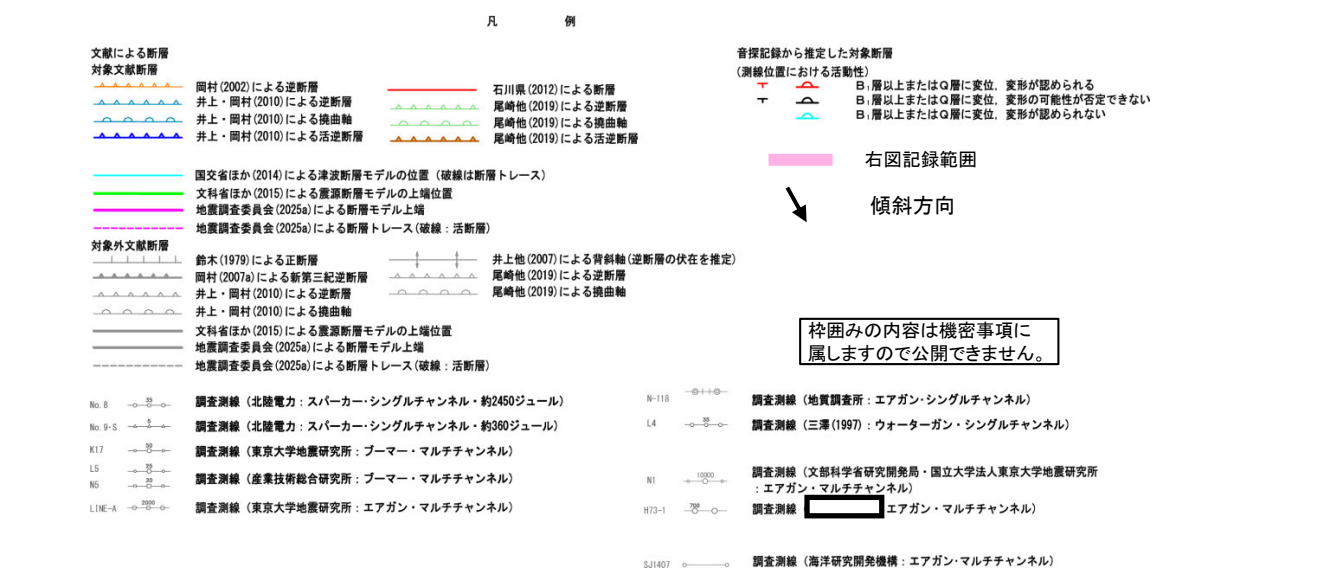 凡 例
文献による断層
対象文献断層
岡村(2002)による逆断層
井上・岡村(2010)による逆断層
井上・岡村(2010)による撓曲軸
井上・岡村(2010)による活逆断層
石川県(2012)による断層
尾崎他(2019)による逆断層
尾崎他(2019)による撓曲軸
尾崎他(2019)による活逆断層
国交省ほか(2014)による津波断層モデルの位置(破線は断層トレース)
文科省ほか(2015)による震源断層モデルの上端位置
地震調査委員会(2025a)による断層モデル上端
地震調査委員会(2025a)による断層トレース(破線：活断層)
対象外文献断層
鈴木(1979)による正断層
岡村(2007a)による新第三紀逆断層
井上・岡村(2010)による逆断層
井上・岡村(2010)による撓曲軸
井上他(2007)による背斜軸(逆断層の伏在を推定)
尾崎他(2019)による逆断層
尾崎他(2019)による撓曲軸
文科省ほか(2015)による震源断層モデルの上端位置
地震調査委員会(2025a)による断層モデル上端
地震調査委員会(2025a)による断層トレース(破線：活断層)
音探記録から推定した対象断層
(測線位置における活動性)
B₁層以上またはQ層に変位，変形が認められる
B₁層以上またはQ層に変位，変形の可能性が否定できない
B₁層以上またはQ層に変位，変形が認められない
右図記録範囲
傾斜方向
枠囲みの内容は機密事項に
属しますので公開できません。
No. 8 35 調査測線（北陸電力：スパーカー・シングルチャンネル・約2450ジュール）
No. 9・S 5 調査測線（北陸電力：スパーカー・シングルチャンネル・約360ジュール）
K17 50 調査測線（東京大学地震研究所：ブーマー・マルチチャンネル）
L5 25
N5 20 調査測線（産業技術総合研究所：ブーマー・マルチチャンネル）
LINE-A 2000 調査測線（東京大学地震研究所：エアガン・マルチチャンネル）
N-118 調査測線（地質調査所：エアガン・シングルチャンネル）
L4 35 調査測線（三澤(1997)：ウォーターガン・シングルチャンネル）
N1 10000 調査測線（文部科学省研究開発局・国立大学法人東京大学地震研究所
：エアガン・マルチチャンネル）
H73-1 700 調査測線（ エアガン・マルチチャンネル）
SJ1407 調査測線（海洋研究開発機構：エアガン・マルチチャンネル）